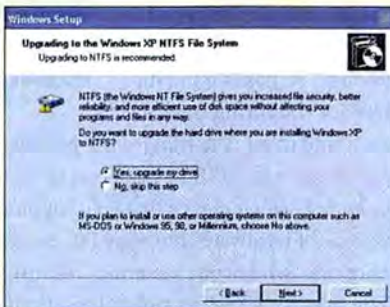 Windows Setup
Upgrading to the Windows XP NTFS File System
Upgrading to NTFS is recommended.
NTFS (the Windows NT File System) gives you increased file security, better
reliability, and more efficient use of disk space without affecting your
programs and files in any way.
Do you want to upgrade the hard drive where you are installing Windows XP
to NTFS?
Yes, upgrade my drive
No, skip this step
If you plan to install or use other operating systems on this computer such as
MS-DOS or Windows 95, 98, or Millennium, choose No above.
< Back
Next >
Cancel